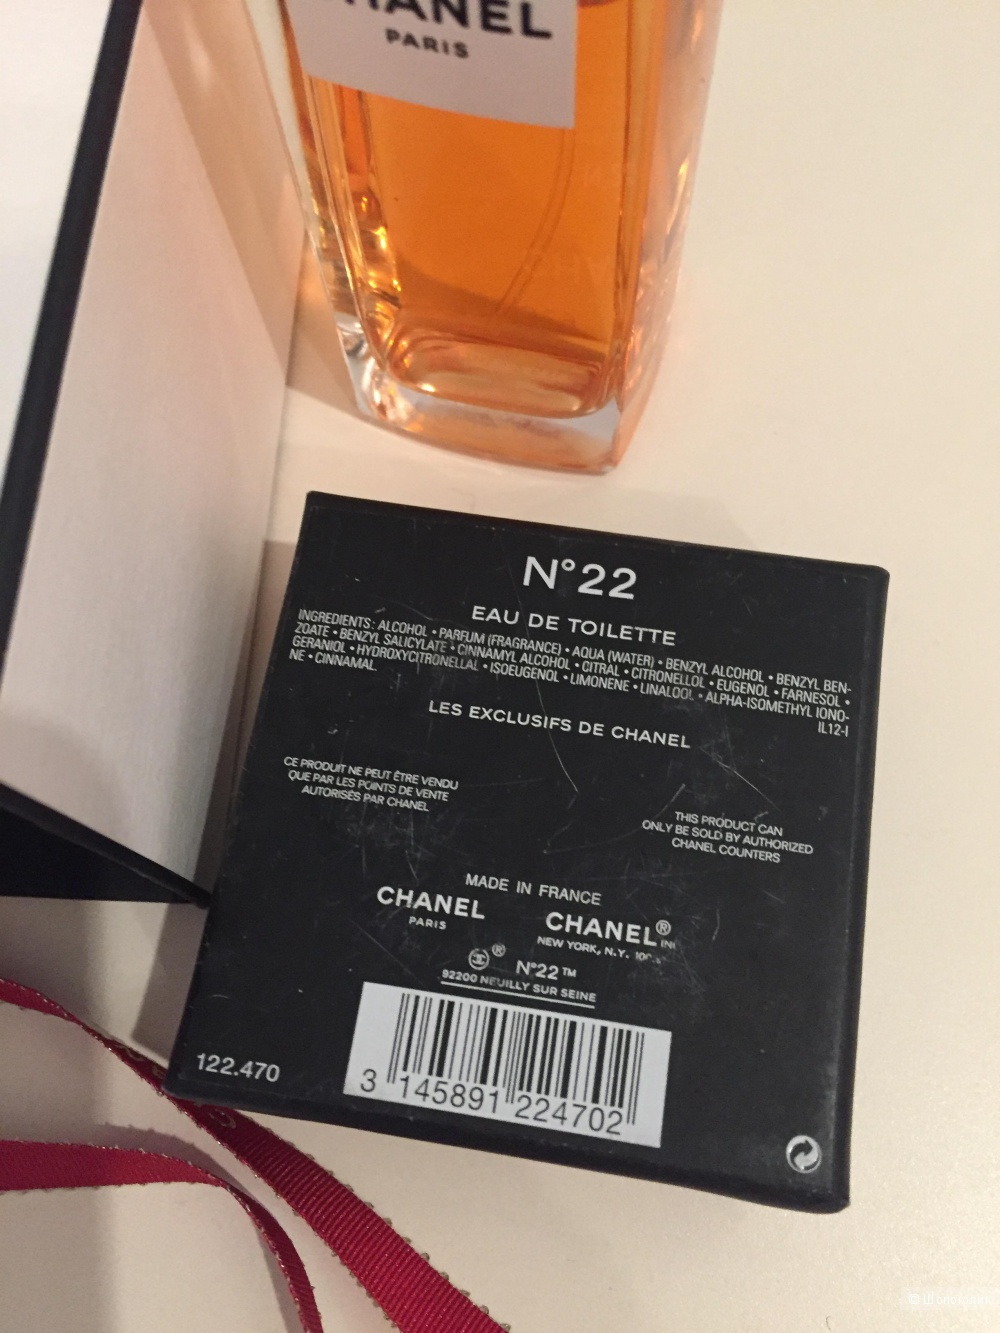 CHANEL
PARIS
N°22
EAU DE TOILETTE
INGREDIENTS: ALCOHOL • PARFUM (FRAGRANCE) • AQUA (WATER) • BENZYL ALCOHOL • BENZYL BEN-
ZOATE • BENZYL SALICYLATE • CINNAMYL ALCOHOL • CITRAL • CITRONELLOL • EUGENOL • FARNESOL •
GERANIOL • HYDROXYCITRONELLAL • ISOEUGENOL • LIMONENE • LINALOOL • ALPHA-ISOMETHYL IONO-
NE • CINNAMAL.
IL12-I
LES EXCLUSIFS DE CHANEL
CE PRODUIT NE PEUT ÊTRE VENDU
QUE PAR LES POINTS DE VENTE
AUTORISÉS PAR CHANEL
THIS PRODUCT CAN
ONLY BE SOLD BY AUTHORIZED
CHANEL COUNTERS
MADE IN FRANCE
CHANEL
PARIS
CHANEL®
NEW YORK, N.Y.
® N°22™
92200 NEUILLY SUR SEINE
122.470
3 145891 224702